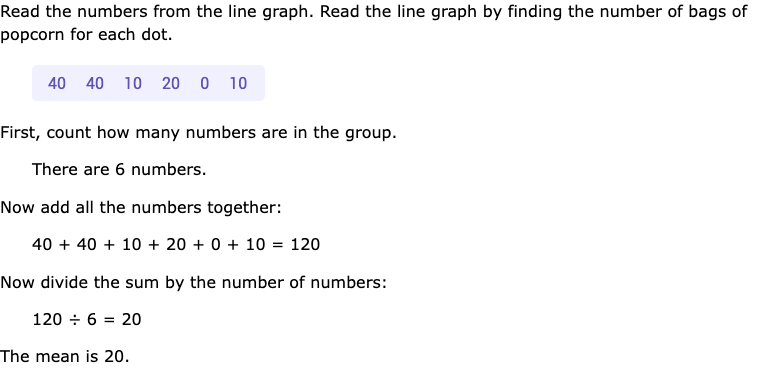 Read the numbers from the line graph. Read the line graph by finding the number of bags of
popcorn for each dot.
40 40 10 20 0 10
First, count how many numbers are in the group.
There are 6 numbers.
Now add all the numbers together:
40 + 40 + 10 + 20 + 0 + 10 = 120
Now divide the sum by the number of numbers:
120 ÷ 6 = 20
The mean is 20.